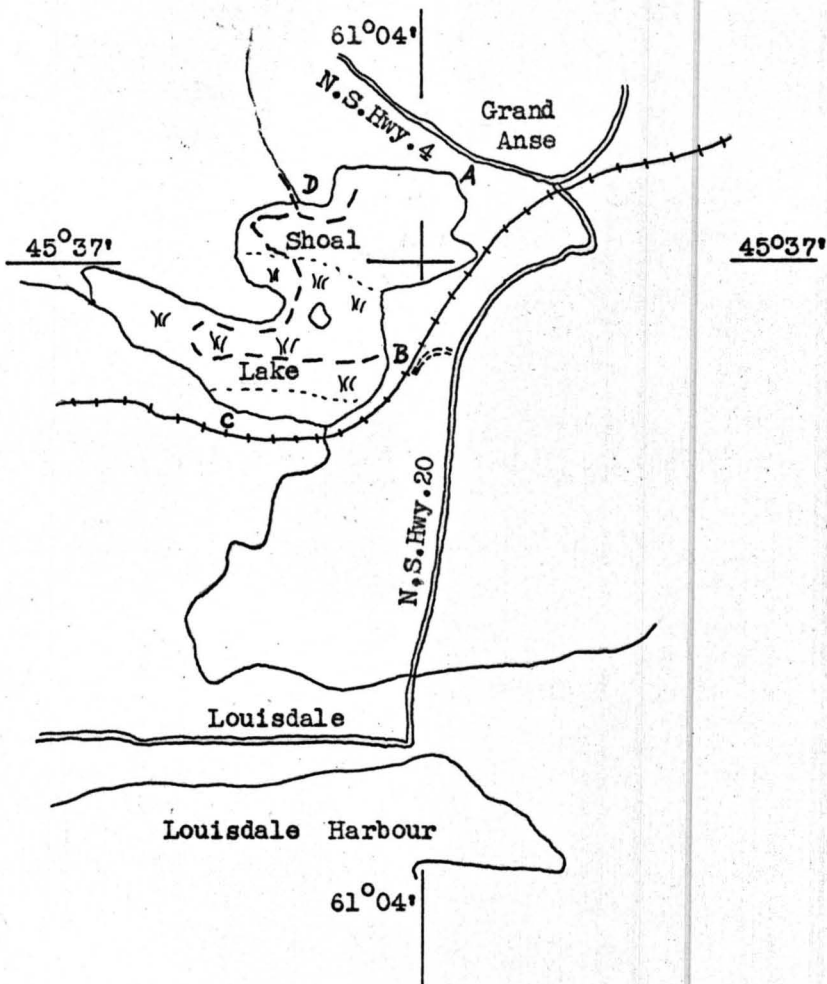 61°04'
N.S.Hwy.4
Grand
Anse
A
D
Shoal
45°37'
45°37'
B
Lake
C
N.S.Hwy.20
Louisdale
Louisdale Harbour
61°04'